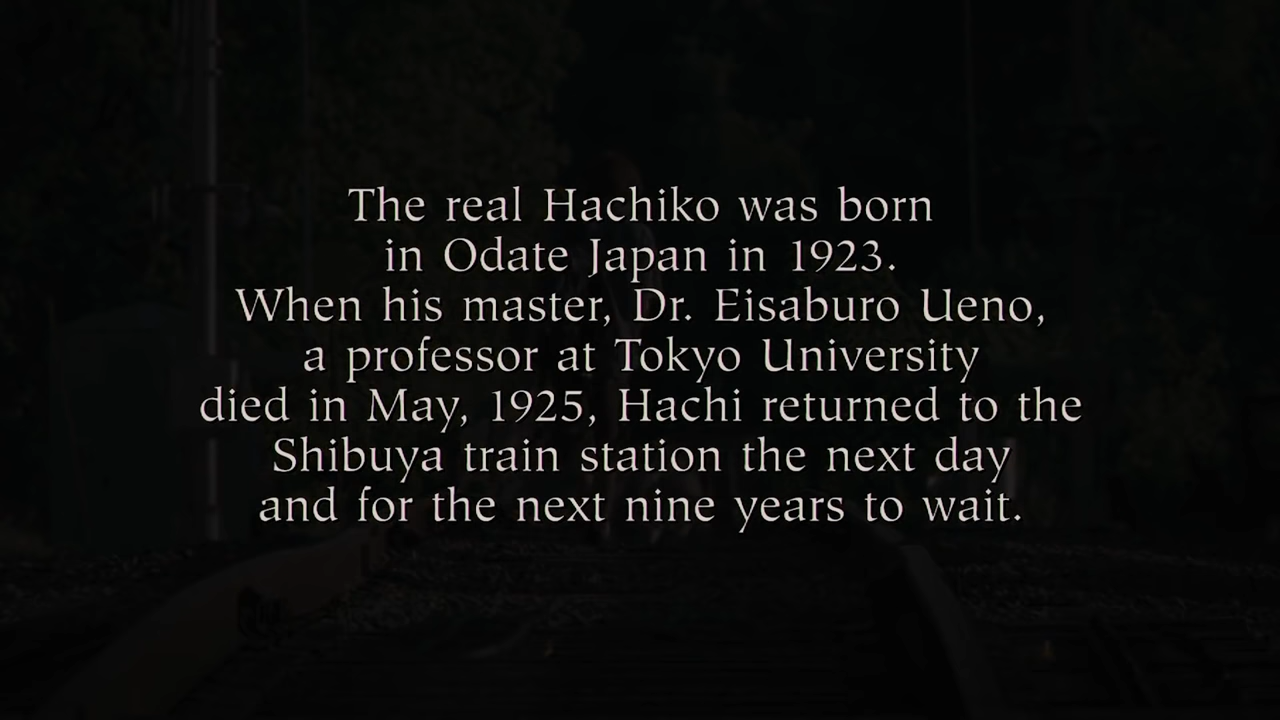 The real Hachiko was born
in Odate Japan in 1923.
When his master, Dr. Eisaburo Ueno,
a professor at Tokyo University
died in May, 1925, Hachi returned to the
Shibuya train station the next day
and for the next nine years to wait.